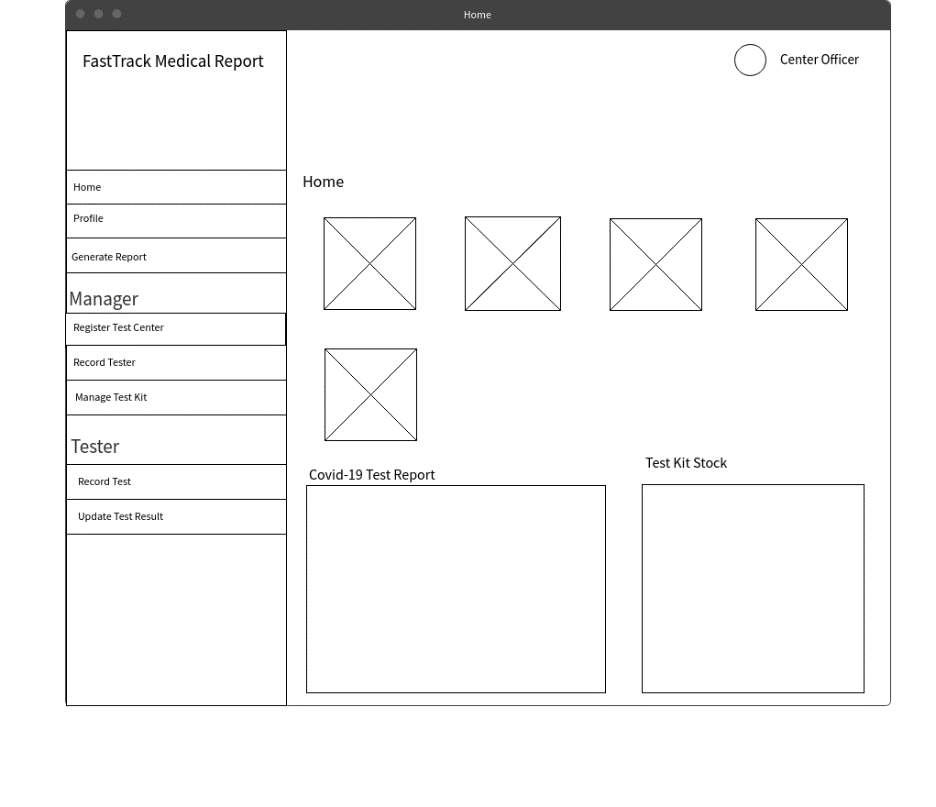 Home
FastTrack Medical Report
Center Officer
Home
Profile
Generate Report
Manager
Register Test Center
Record Tester
Manage Test Kit
Tester
Record Test
Update Test Result
Home
Covid-19 Test Report
Test Kit Stock